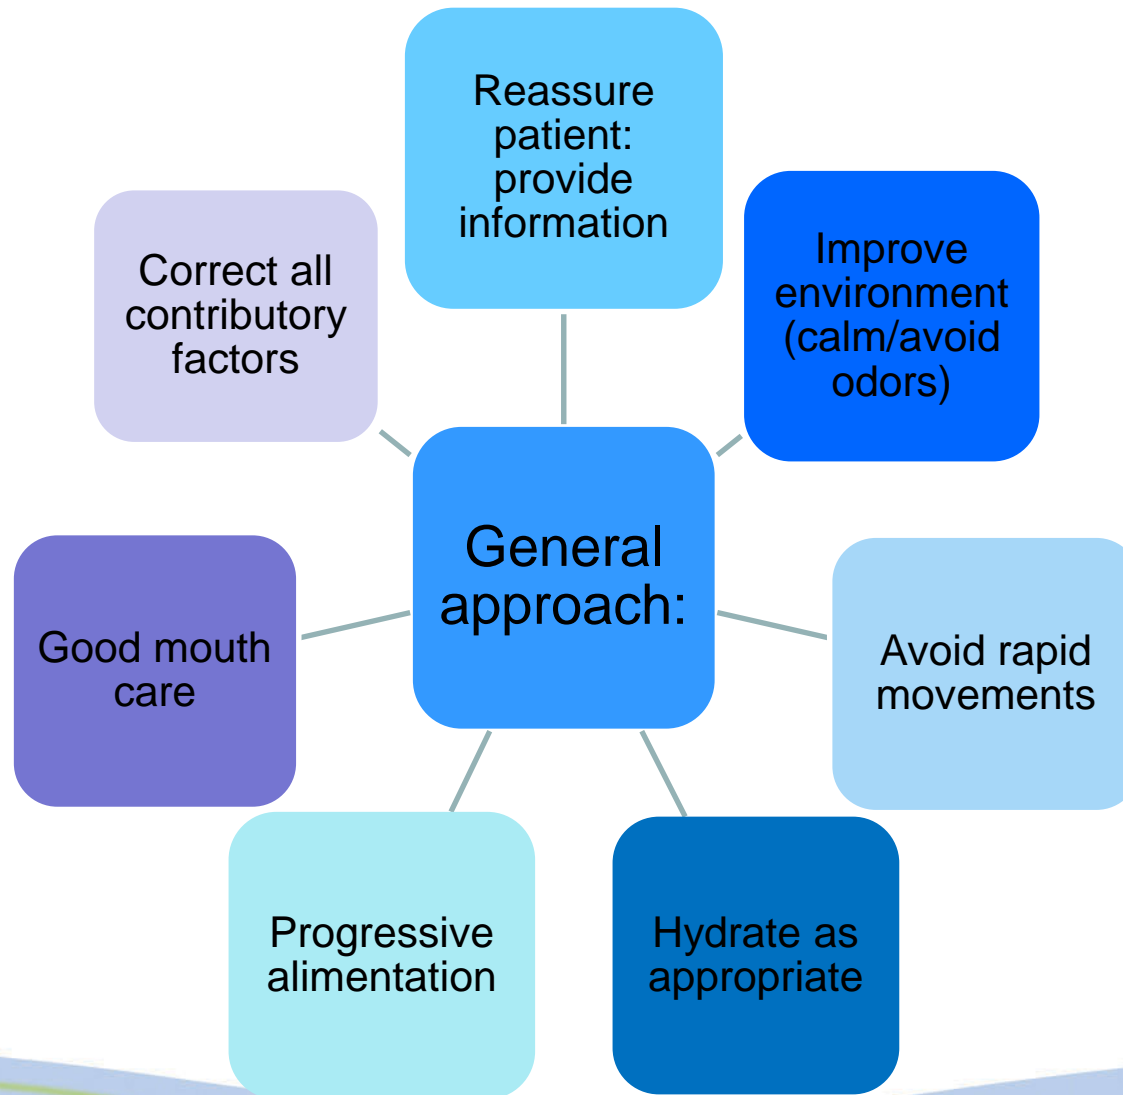 Reassure
patient:
provide
information
Improve
environment
(calm/avoid
odors)
Avoid rapid
movements
Hydrate as
appropriate
Progressive
alimentation
Good mouth
care
Correct all
contributory
factors
General
approach: